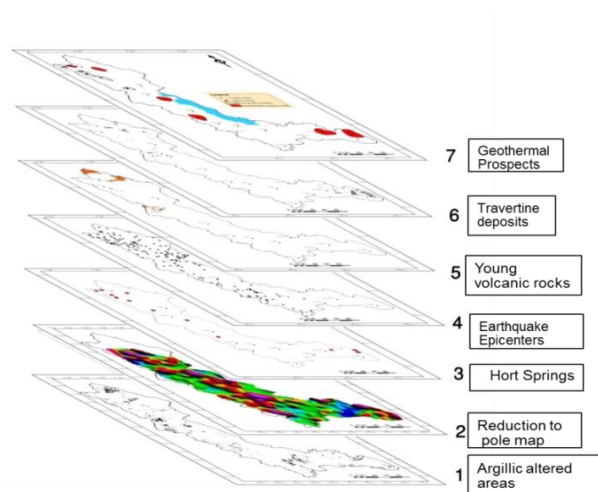 7 Geothermal
Prospects
6 Travertine
deposits
5 Young
volcanic rocks
4 Earthquake
Epicenters
3 Hort Springs
2 Reduction to
pole map
1 Argillic altered
areas